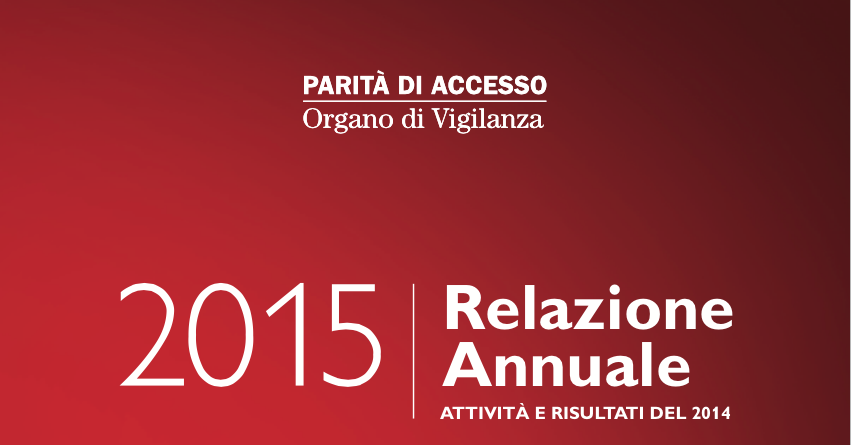 PARITÀ DI ACCESSO
Organo di Vigilanza
2015
Relazione
Annuale
ATTIVITÀ E RISULTATI DEL 2014